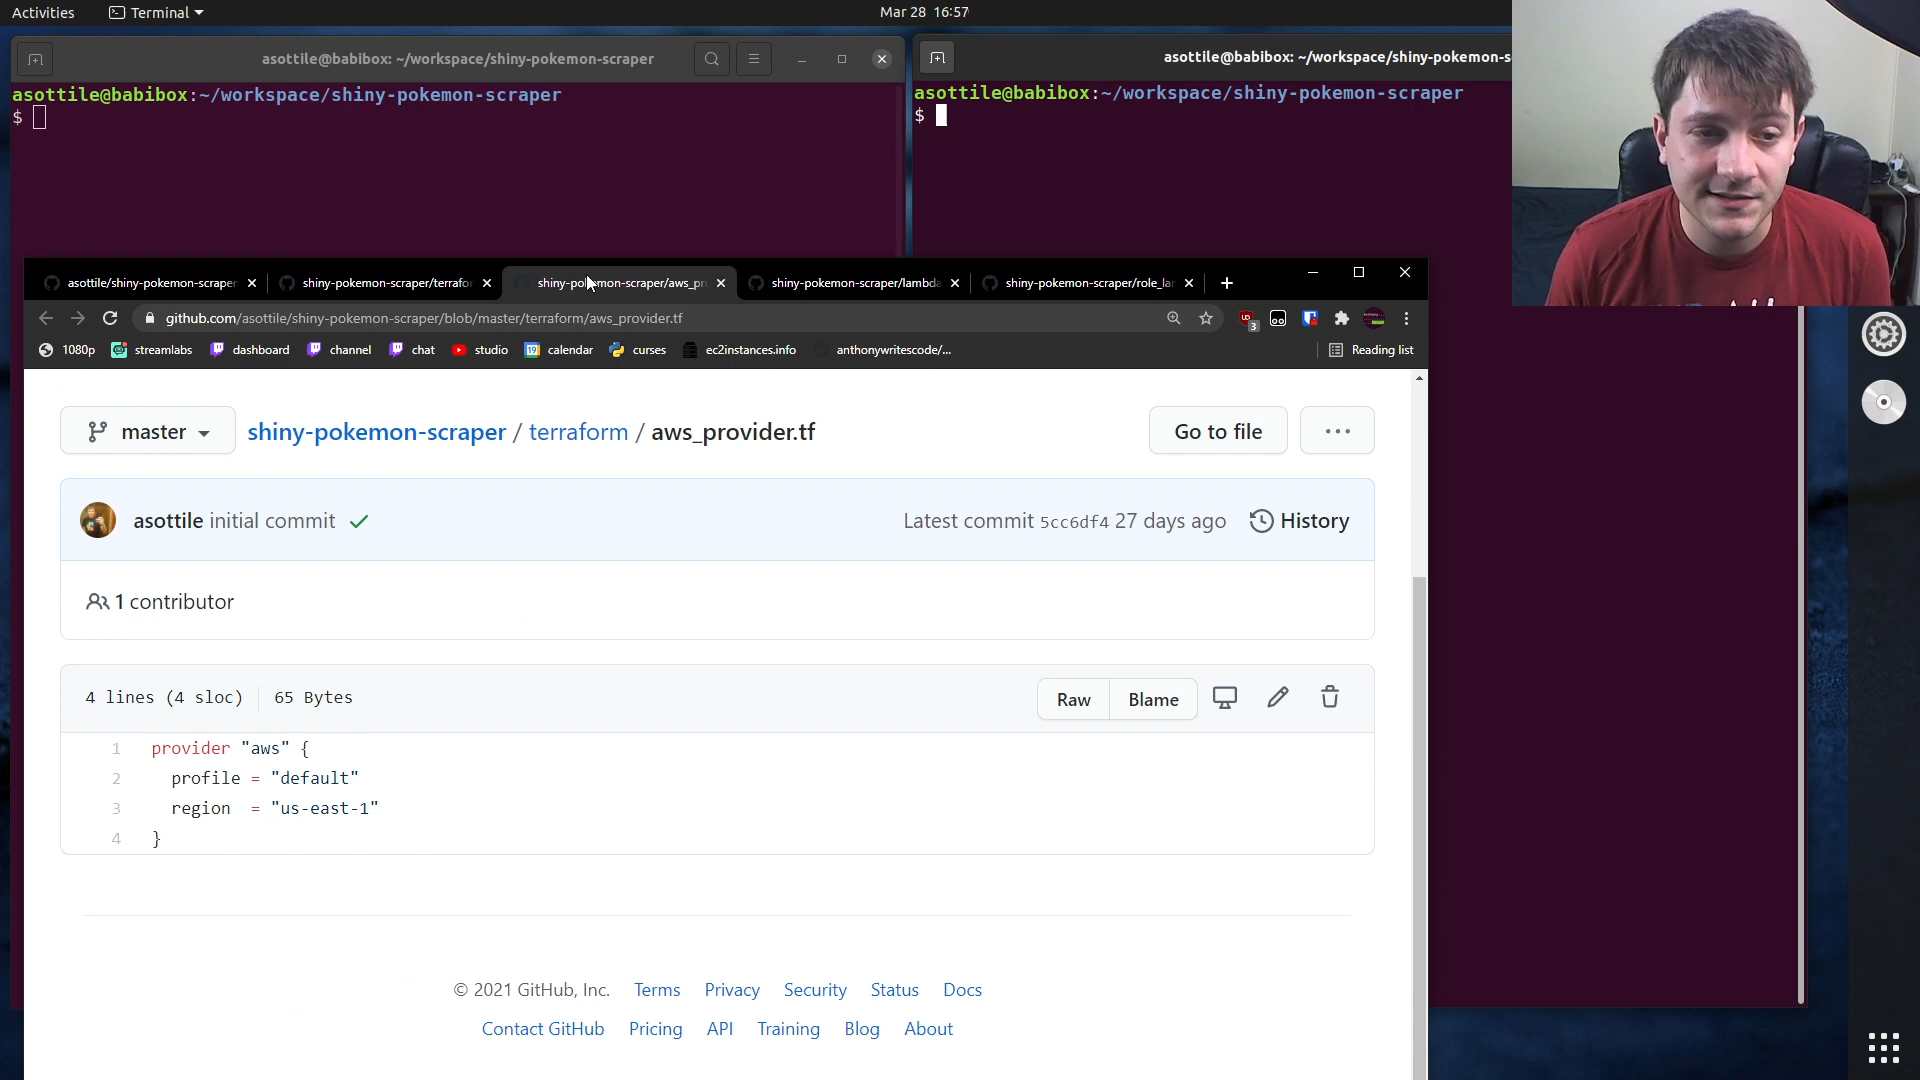 Activities
Terminal
Mar 28 16:57
asottile@babibox: ~/workspace/shiny-pokemon-scraper
asottile@babibox: ~/workspace/shiny-pokemon-s
asottile@babibox:~/workspace/shiny-pokemon-scraper
$
asottile@babibox:~/workspace/shiny-pokemon-scraper
$
asottile/shiny-pokemon-scraper
shiny-pokemon-scraper/terrafor
shiny-pokemon-scraper/aws_pr
shiny-pokemon-scraper/lambda
shiny-pokemon-scraper/role_la
github.com/asottile/shiny-pokemon-scraper/blob/master/terraform/aws_provider.tf
3
1080p
streamlabs
dashboard
channel
chat
studio
19
calendar
curses
ec2instances.info
anthonywritescode/...
Reading list
master
shiny-pokemon-scraper / terraform / aws_provider.tf
Go to file
asottile initial commit
Latest commit 5cc6df4 27 days ago
History
1 contributor
4 lines (4 sloc)
65 Bytes
Raw
Blame
1 provider "aws" {
2 profile = "default"
3 region = "us-east-1"
4 }
© 2021 GitHub, Inc. Terms Privacy Security Status Docs
Contact GitHub Pricing API Training Blog About